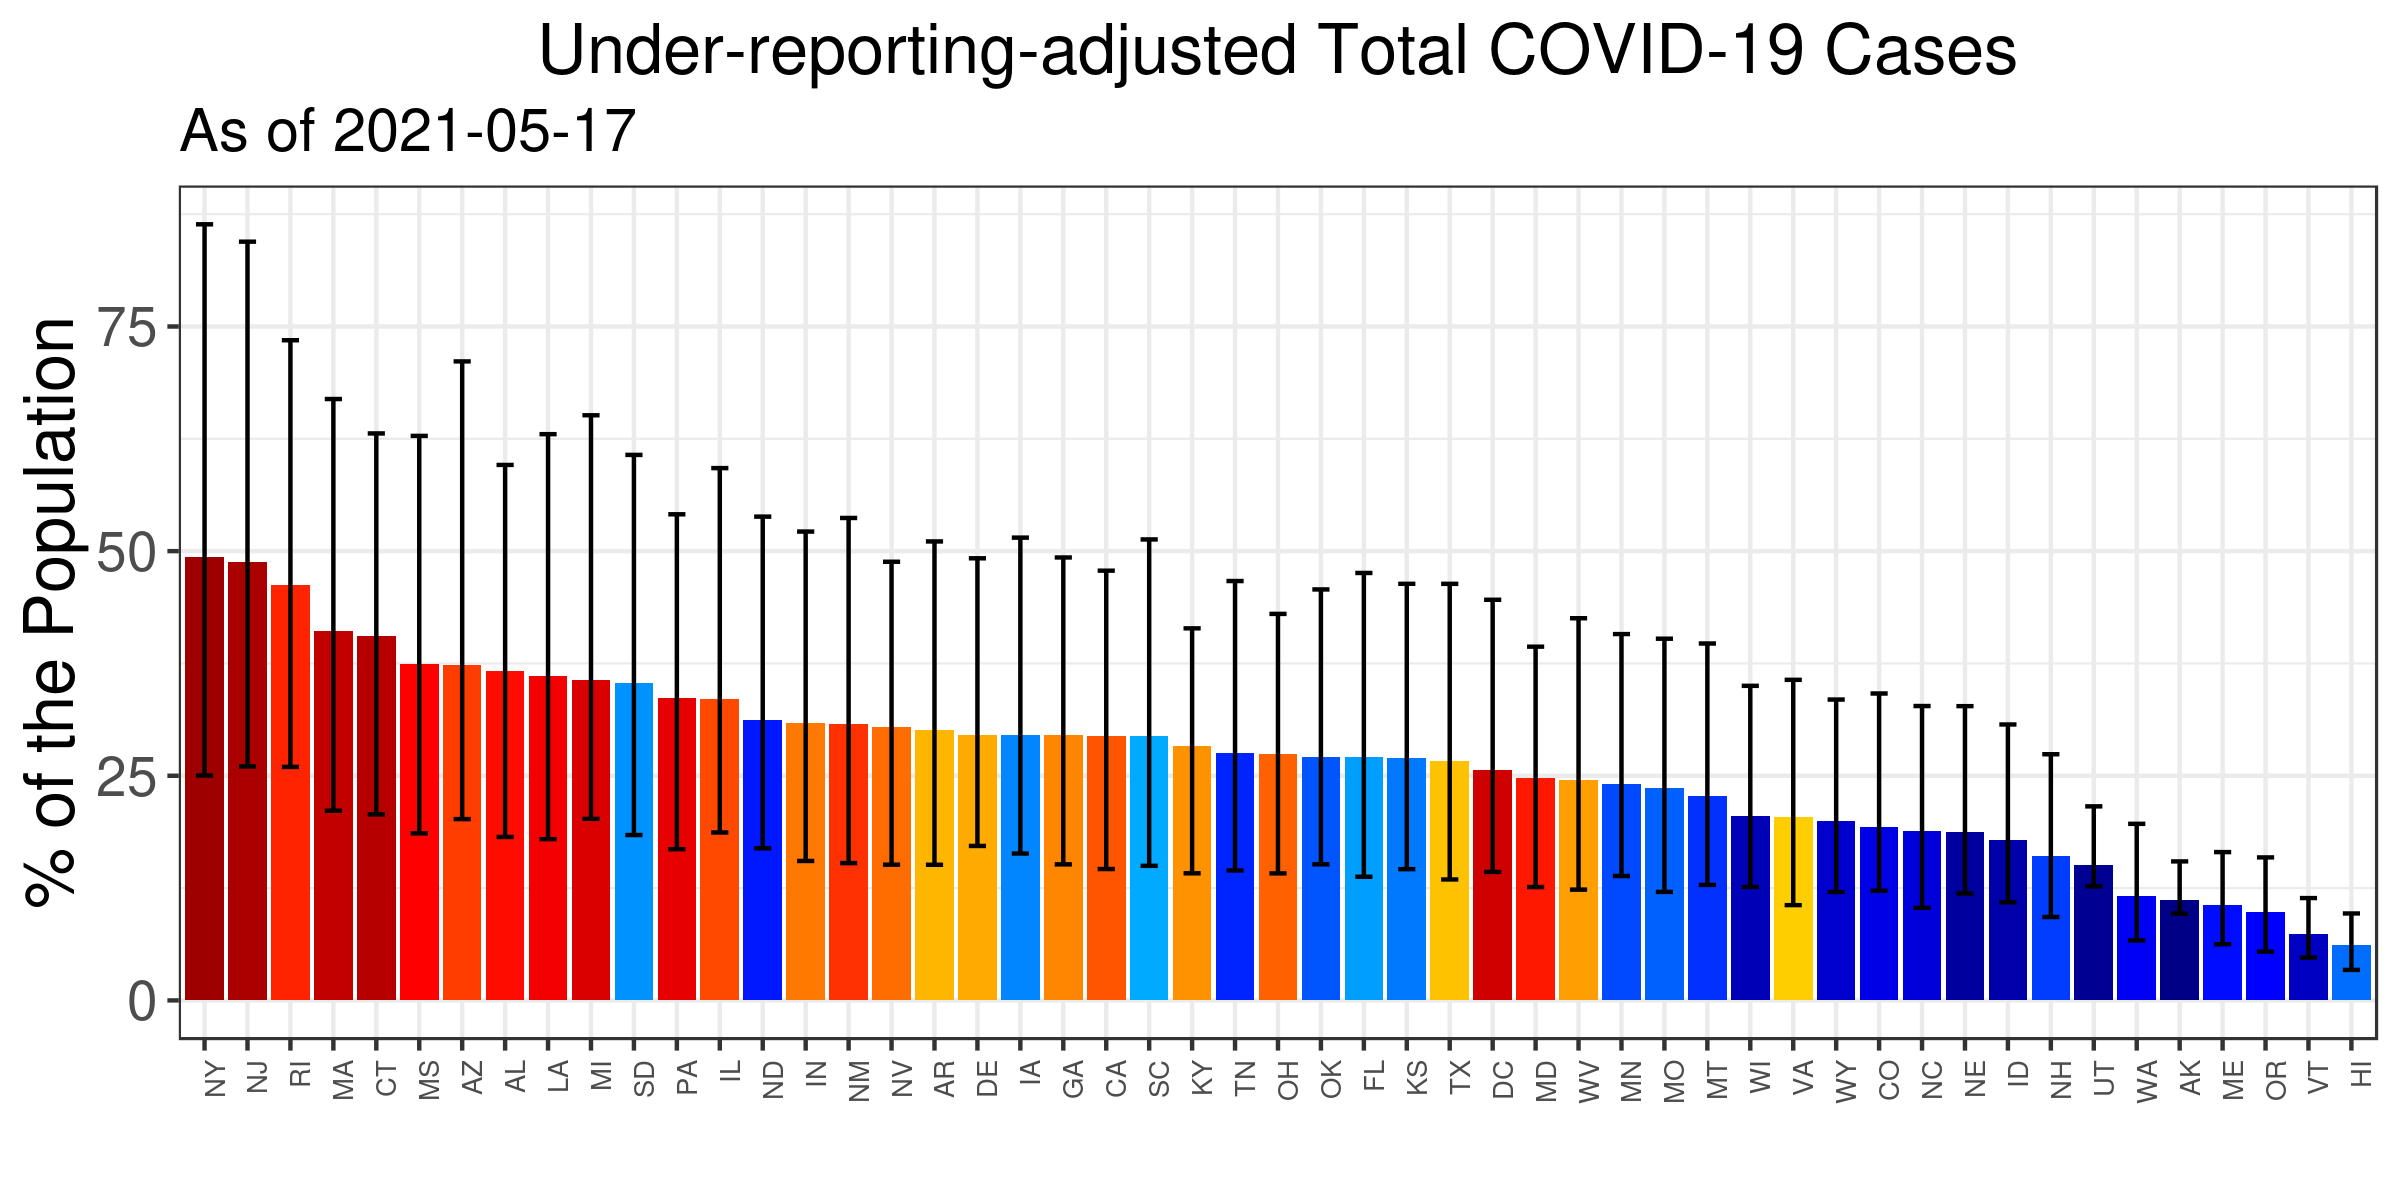 Under-reporting-adjusted Total COVID-19 Cases
As of 2021-05-17
% of the Population
75
50
25
0
NY NJ RI MA CT MS AZ AL LA MI SD PA IL ND IN NM NV AR DE IA GA CA SC KY TN OH OK FL KS TX DC MD WV MN MO MT WI VA WY CO NC NE ID NH UT WA AK ME OR VT HI